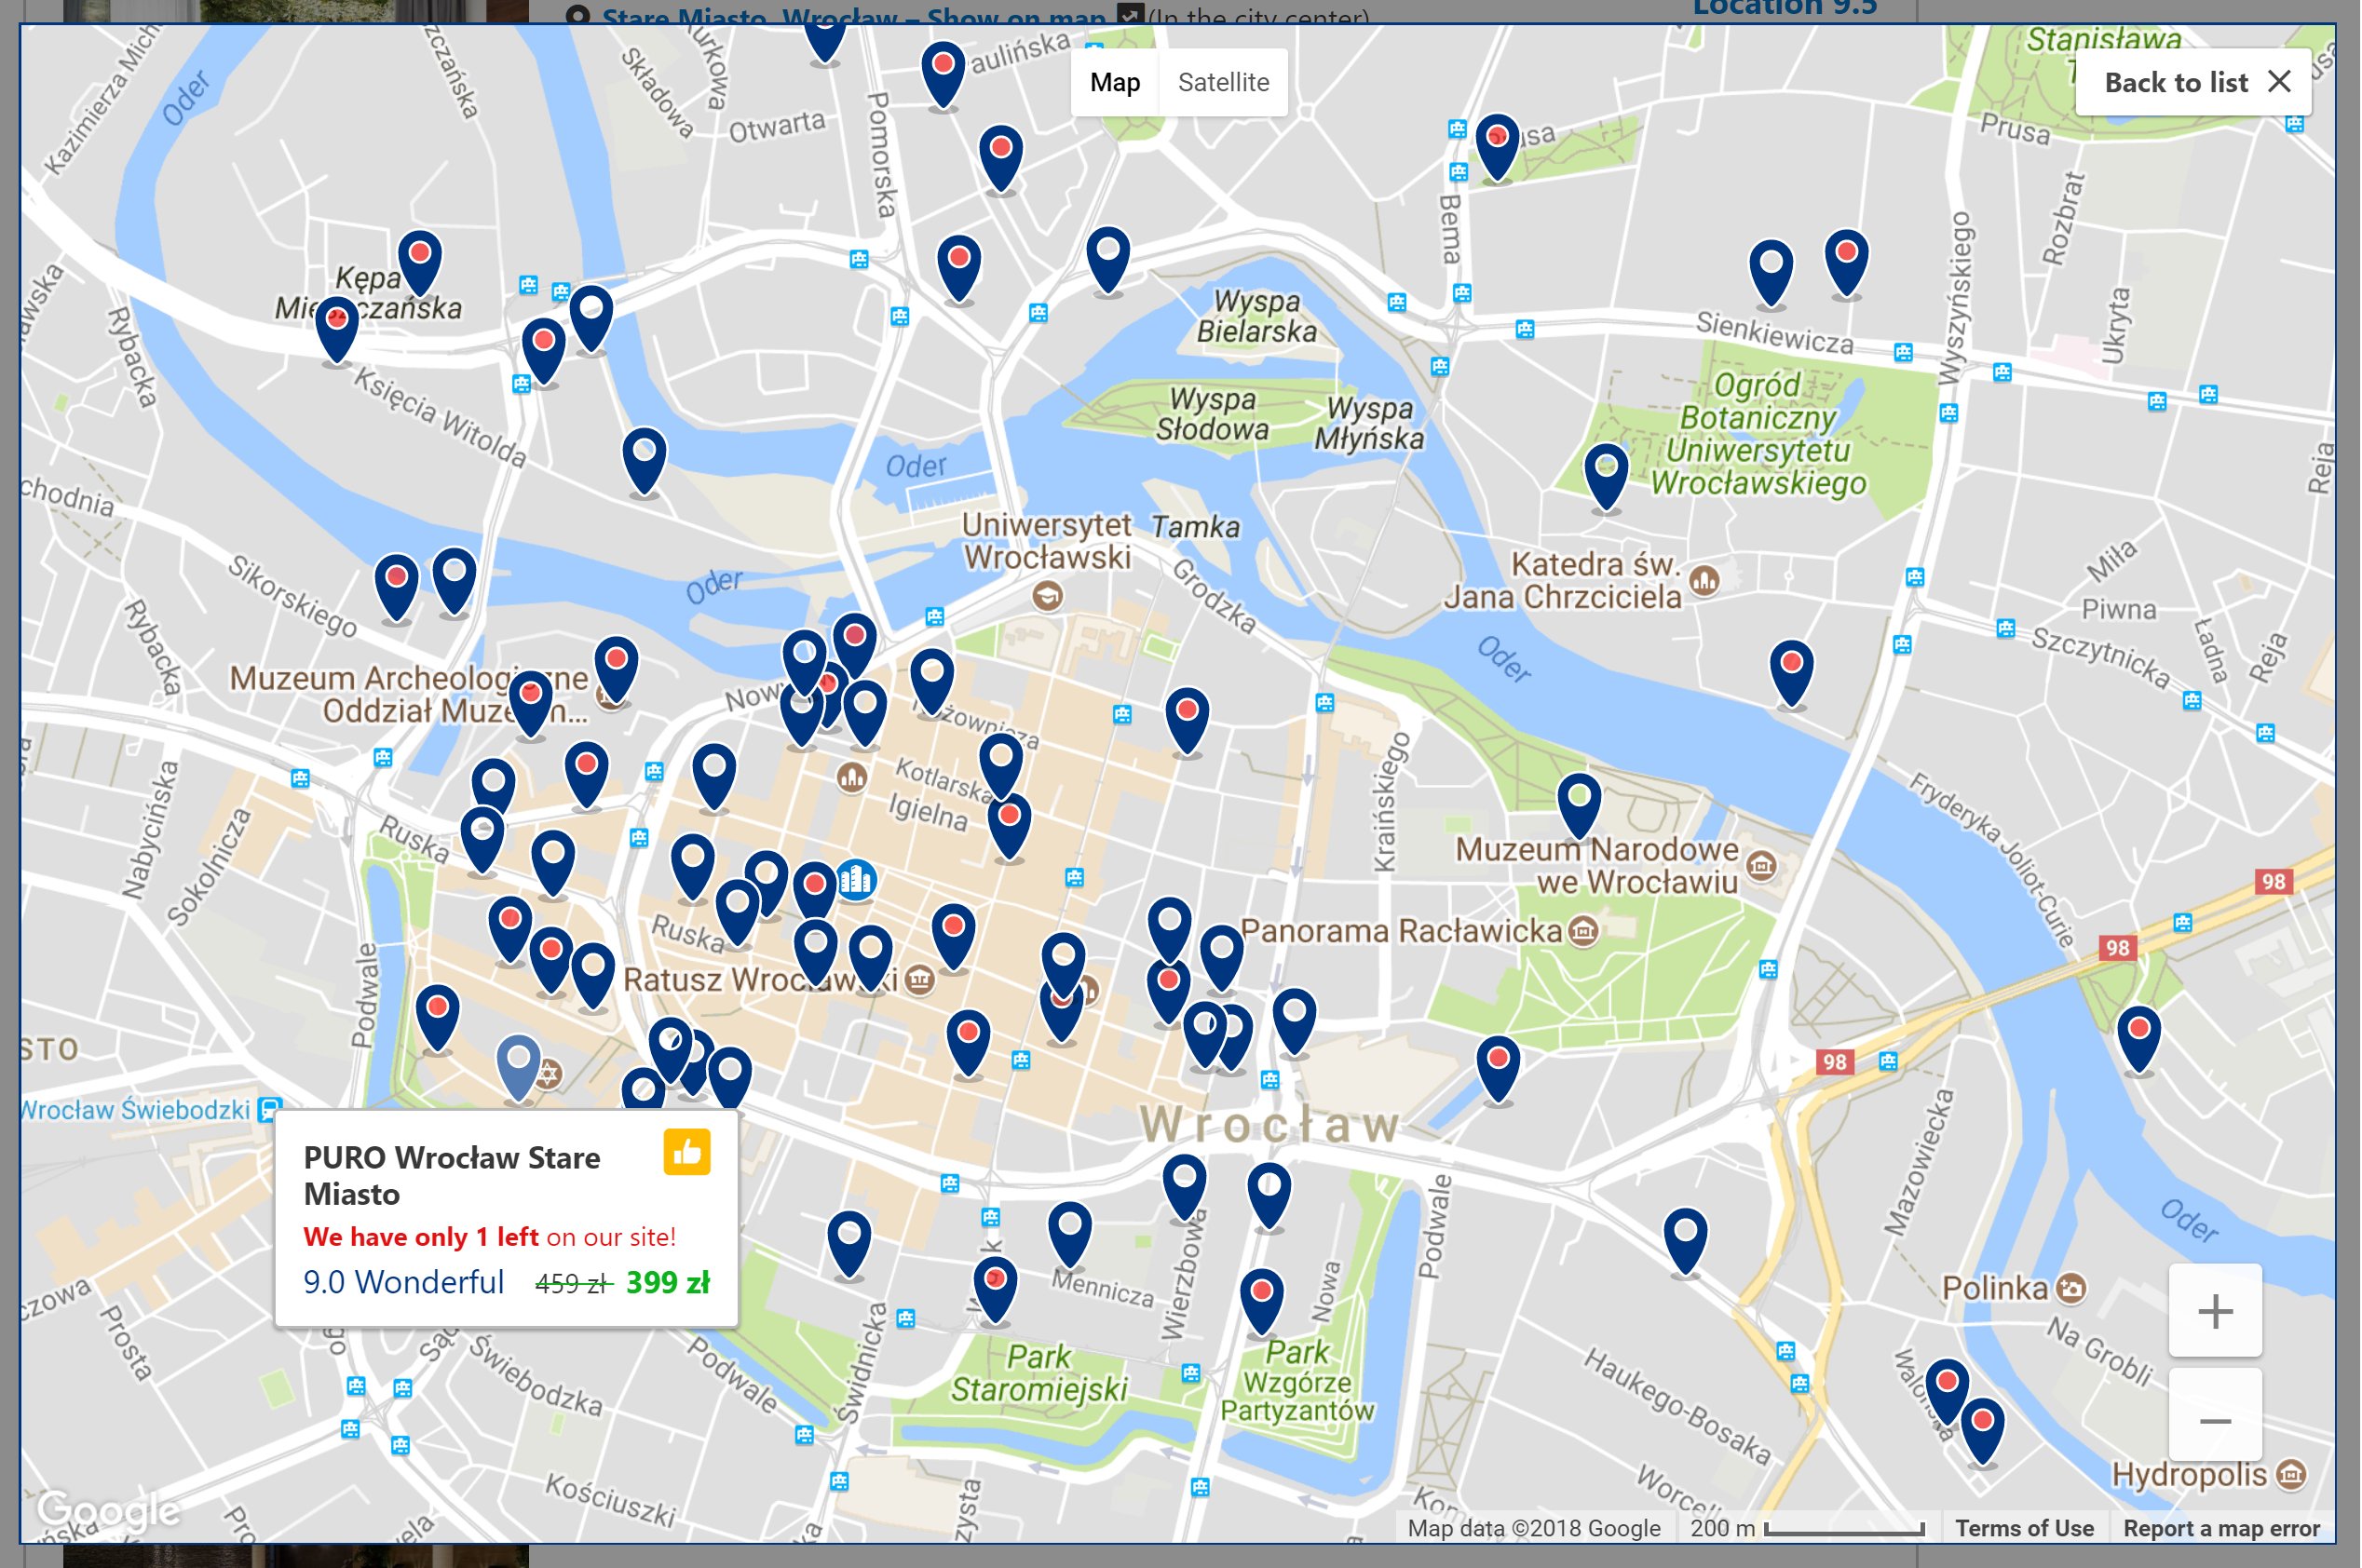 Stare Miasto, Wrocław – Show on map
(In the city center)
Location 9.5
Map
Satellite
Back to list
Stanisława
Kazimierza Mich
Oder
Składowa
Otwarta
Pomorska
aulińska
Bema
Prusa
Rozbrat
Ukryta
Wyszyńskiego
Kępa
Rybacka
Księcia Witolda
Wyspa
Bielarska
Wyspa
Słodowa
Wyspa
Młyńska
Sienkiewicza
Ogród
Botaniczny
Uniwersytetu
Wrocławskiego
Reja
Oder
chodnia
Sikorskiego
Rybacka
Oder
Uniwersytet
Wrocławski
Tamka
Grodzka
Katedra św.
Jana Chrzciciela
Oder
Miła
Piwna
Szczytnicka
Ładna
Reja
Muzeum Archeologiczne
Oddział Muzeum...
Nabycińska
Sokolnicza
Ruska
Kotlarska
Igielna
Kraińskiego
Fryderyka Joliot-Curie
Muzeum Narodowe
we Wrocławiu
98
98
98
Panorama Racławicka
Ruska
Ratusz Wrocławski
Podwale
STO
Wrocław Świebodzki
Wrocław
Mazowiecka
Oder
PURO Wrocław Stare
Miasto
We have only 1 left on our site!
9.0 Wonderful 459 zł 399 zł
Mennicza
Wierzbowa
Nowa
Podwale
Polinka
Na Grobli
Prosta
Świebodzka
Podwale
Świdnicka
Park
Staromiejski
Park
Wzgórze
Partyzantów
Haukego-Bosaka
Walońska
Hydropolis
Kościuszki
Google
Map data ©2018 Google
200 m
Terms of Use
Report a map error